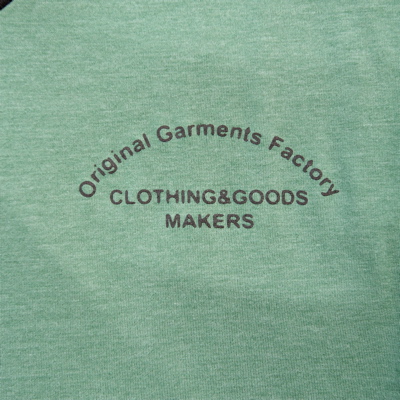 Original Garments Factory
CLOTHING&GOODS
MAKERS